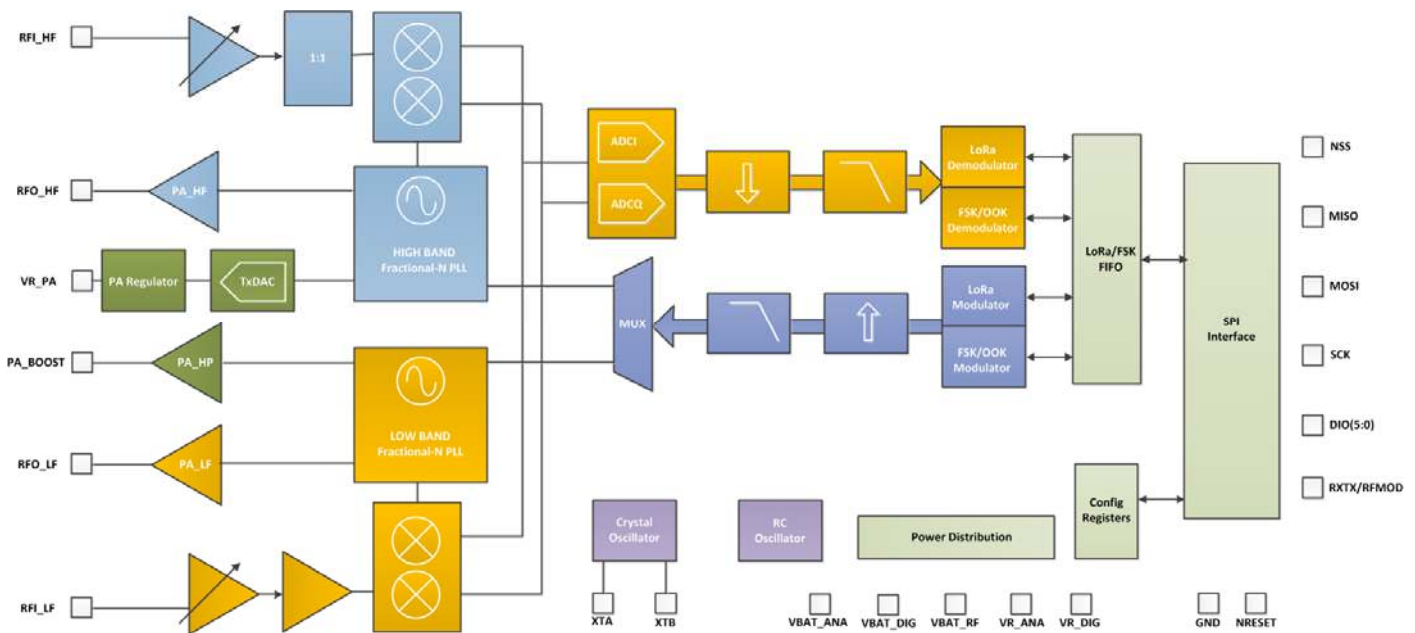 RFI_HF
1:1
RFO_HF
PA_HF
HIGH BAND
Fractional-N PLL
VR_PA
PA Regulator
TxDAC
PA_BOOST
PA_HP
RFO_LF
PA_LF
LOW BAND
Fractional-N PLL
RFI_LF
ADCI
ADCQ
MUX
LoRa
Demodulator
FSK/OOK
Demodulator
LoRa
Modulator
FSK/OOK
Modulator
LoRa/FSK
FIFO
SPI
Interface
Config
Registers
NSS
MISO
MOSI
SCK
DIO(5:0)
RXTX/RFMOD
Crystal
Oscillator
RC
Oscillator
Power Distribution
XTA
XTB
VBAT_ANA
VBAT_DIG
VBAT_RF
VR_ANA
VR_DIG
GND
NRESET